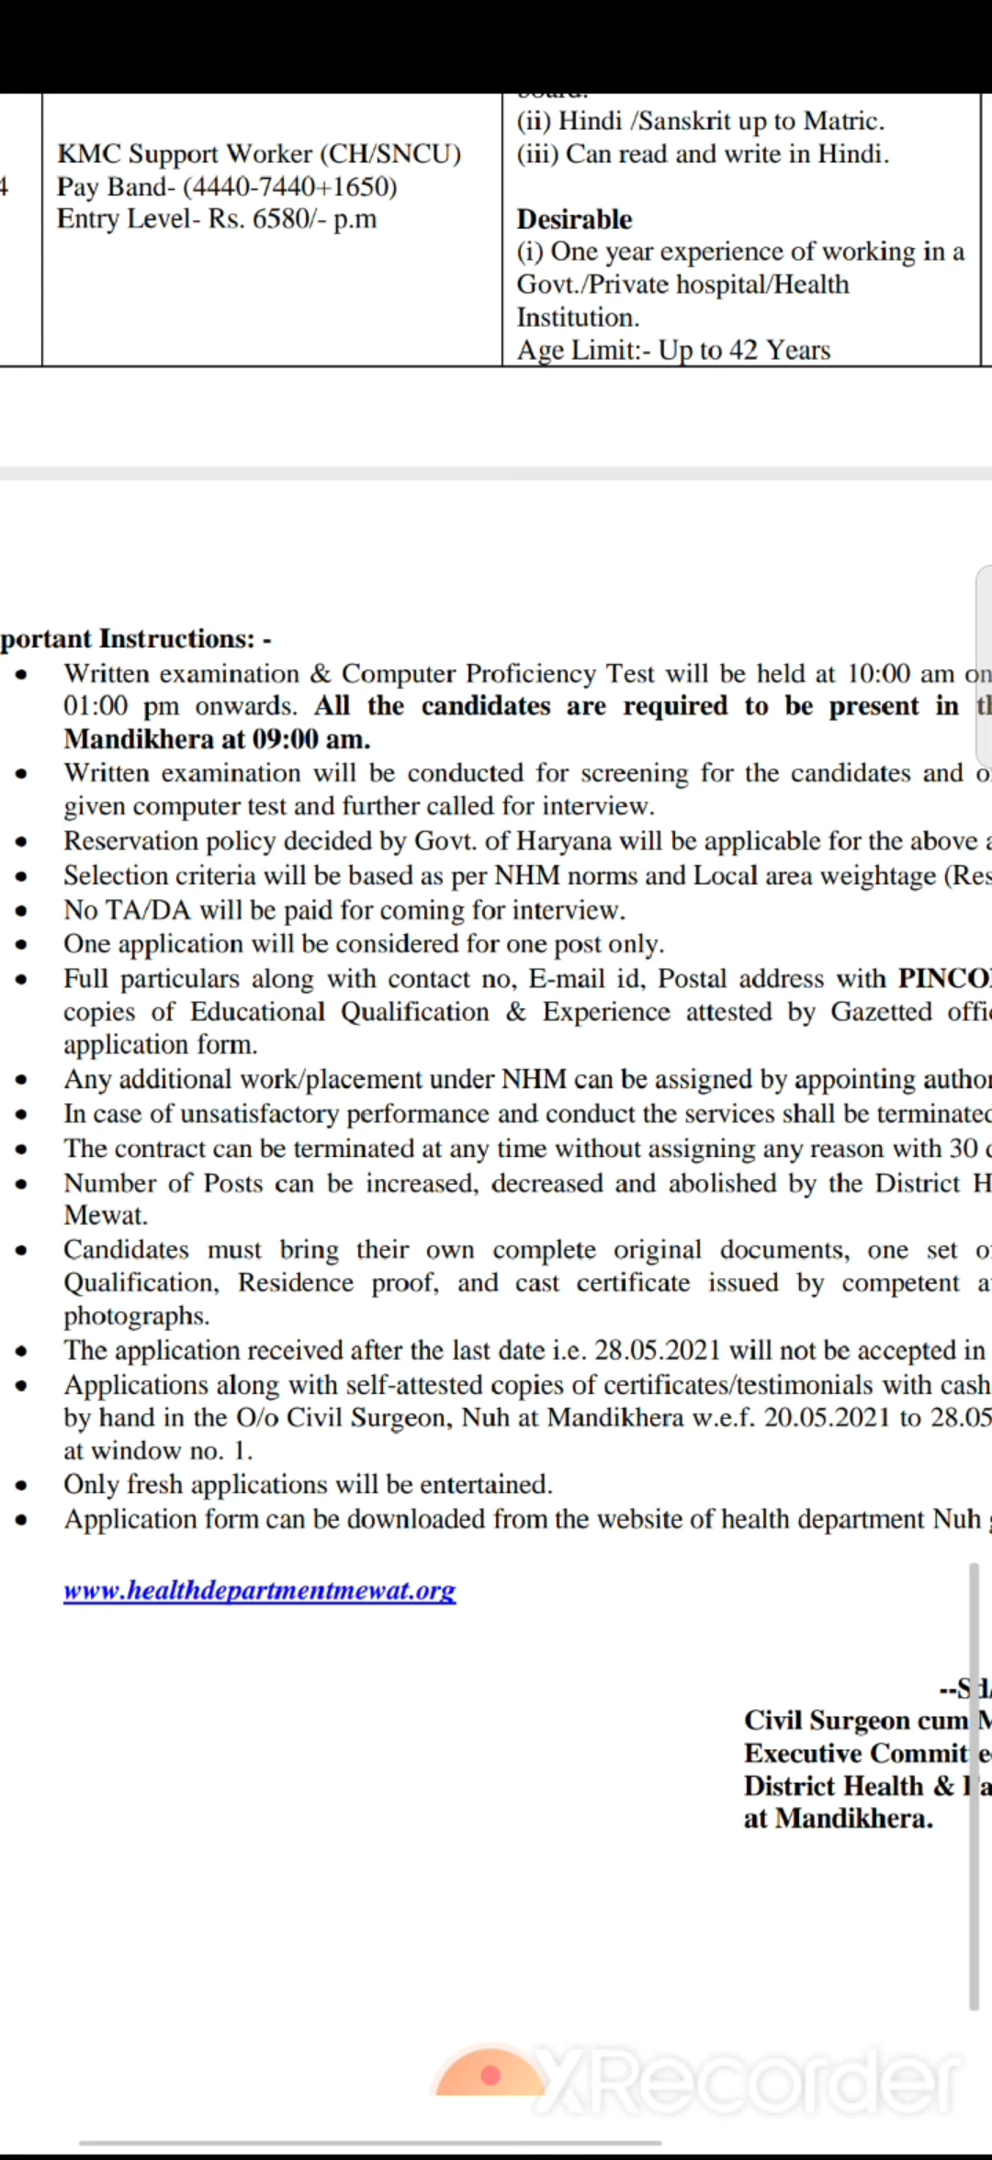 (ii) Hindi /Sanskrit up to Matric.
KMC Support Worker (CH/SNCU)
(iii) Can read and write in Hindi.
4
Pay Band- (4440-7440+1650)
Entry Level- Rs. 6580/- p.m
Desirable
(i) One year experience of working in a
Govt./Private hospital/Health
Institution.
Age Limit:- Up to 42 Years
portant Instructions: -
• Written examination & Computer Proficiency Test will be held at 10:00 am on
01:00 pm onwards. All the candidates are required to be present in th
Mandikhera at 09:00 am.
• Written examination will be conducted for screening for the candidates and o
given computer test and further called for interview.
• Reservation policy decided by Govt. of Haryana will be applicable for the above a
• Selection criteria will be based as per NHM norms and Local area weightage (Res
• No TA/DA will be paid for coming for interview.
• One application will be considered for one post only.
• Full particulars along with contact no, E-mail id, Postal address with PINCO
copies of Educational Qualification & Experience attested by Gazetted offic
application form.
• Any additional work/placement under NHM can be assigned by appointing author
• In case of unsatisfactory performance and conduct the services shall be terminated
• The contract can be terminated at any time without assigning any reason with 30
• Number of Posts can be increased, decreased and abolished by the District H
Mewat.
• Candidates must bring their own complete original documents, one set of
Qualification, Residence proof, and cast certificate issued by competent a
photographs.
• The application received after the last date i.e. 28.05.2021 will not be accepted in
• Applications along with self-attested copies of certificates/testimonials with cash
by hand in the O/o Civil Surgeon, Nuh at Mandikhera w.e.f. 20.05.2021 to 28.05
at window no. 1.
• Only fresh applications will be entertained.
• Application form can be downloaded from the website of health department Nuh
www.healthdepartmentmewat.org
--Sd/
Civil Surgeon cum M
Executive Committe
District Health & Fa
at Mandikhera.
XRecorder